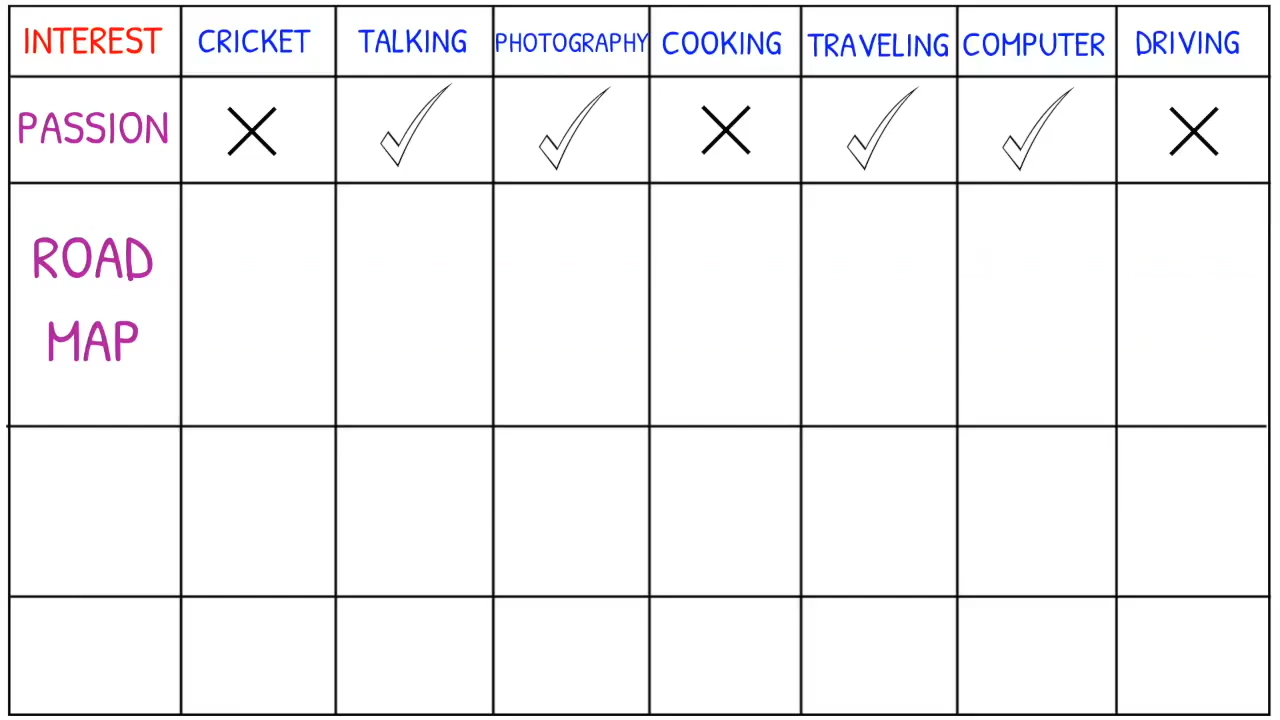 INTEREST CRICKET TALKING PHOTOGRAPHY COOKING TRAVELING COMPUTER DRIVING
PASSION
ROAD
MAP